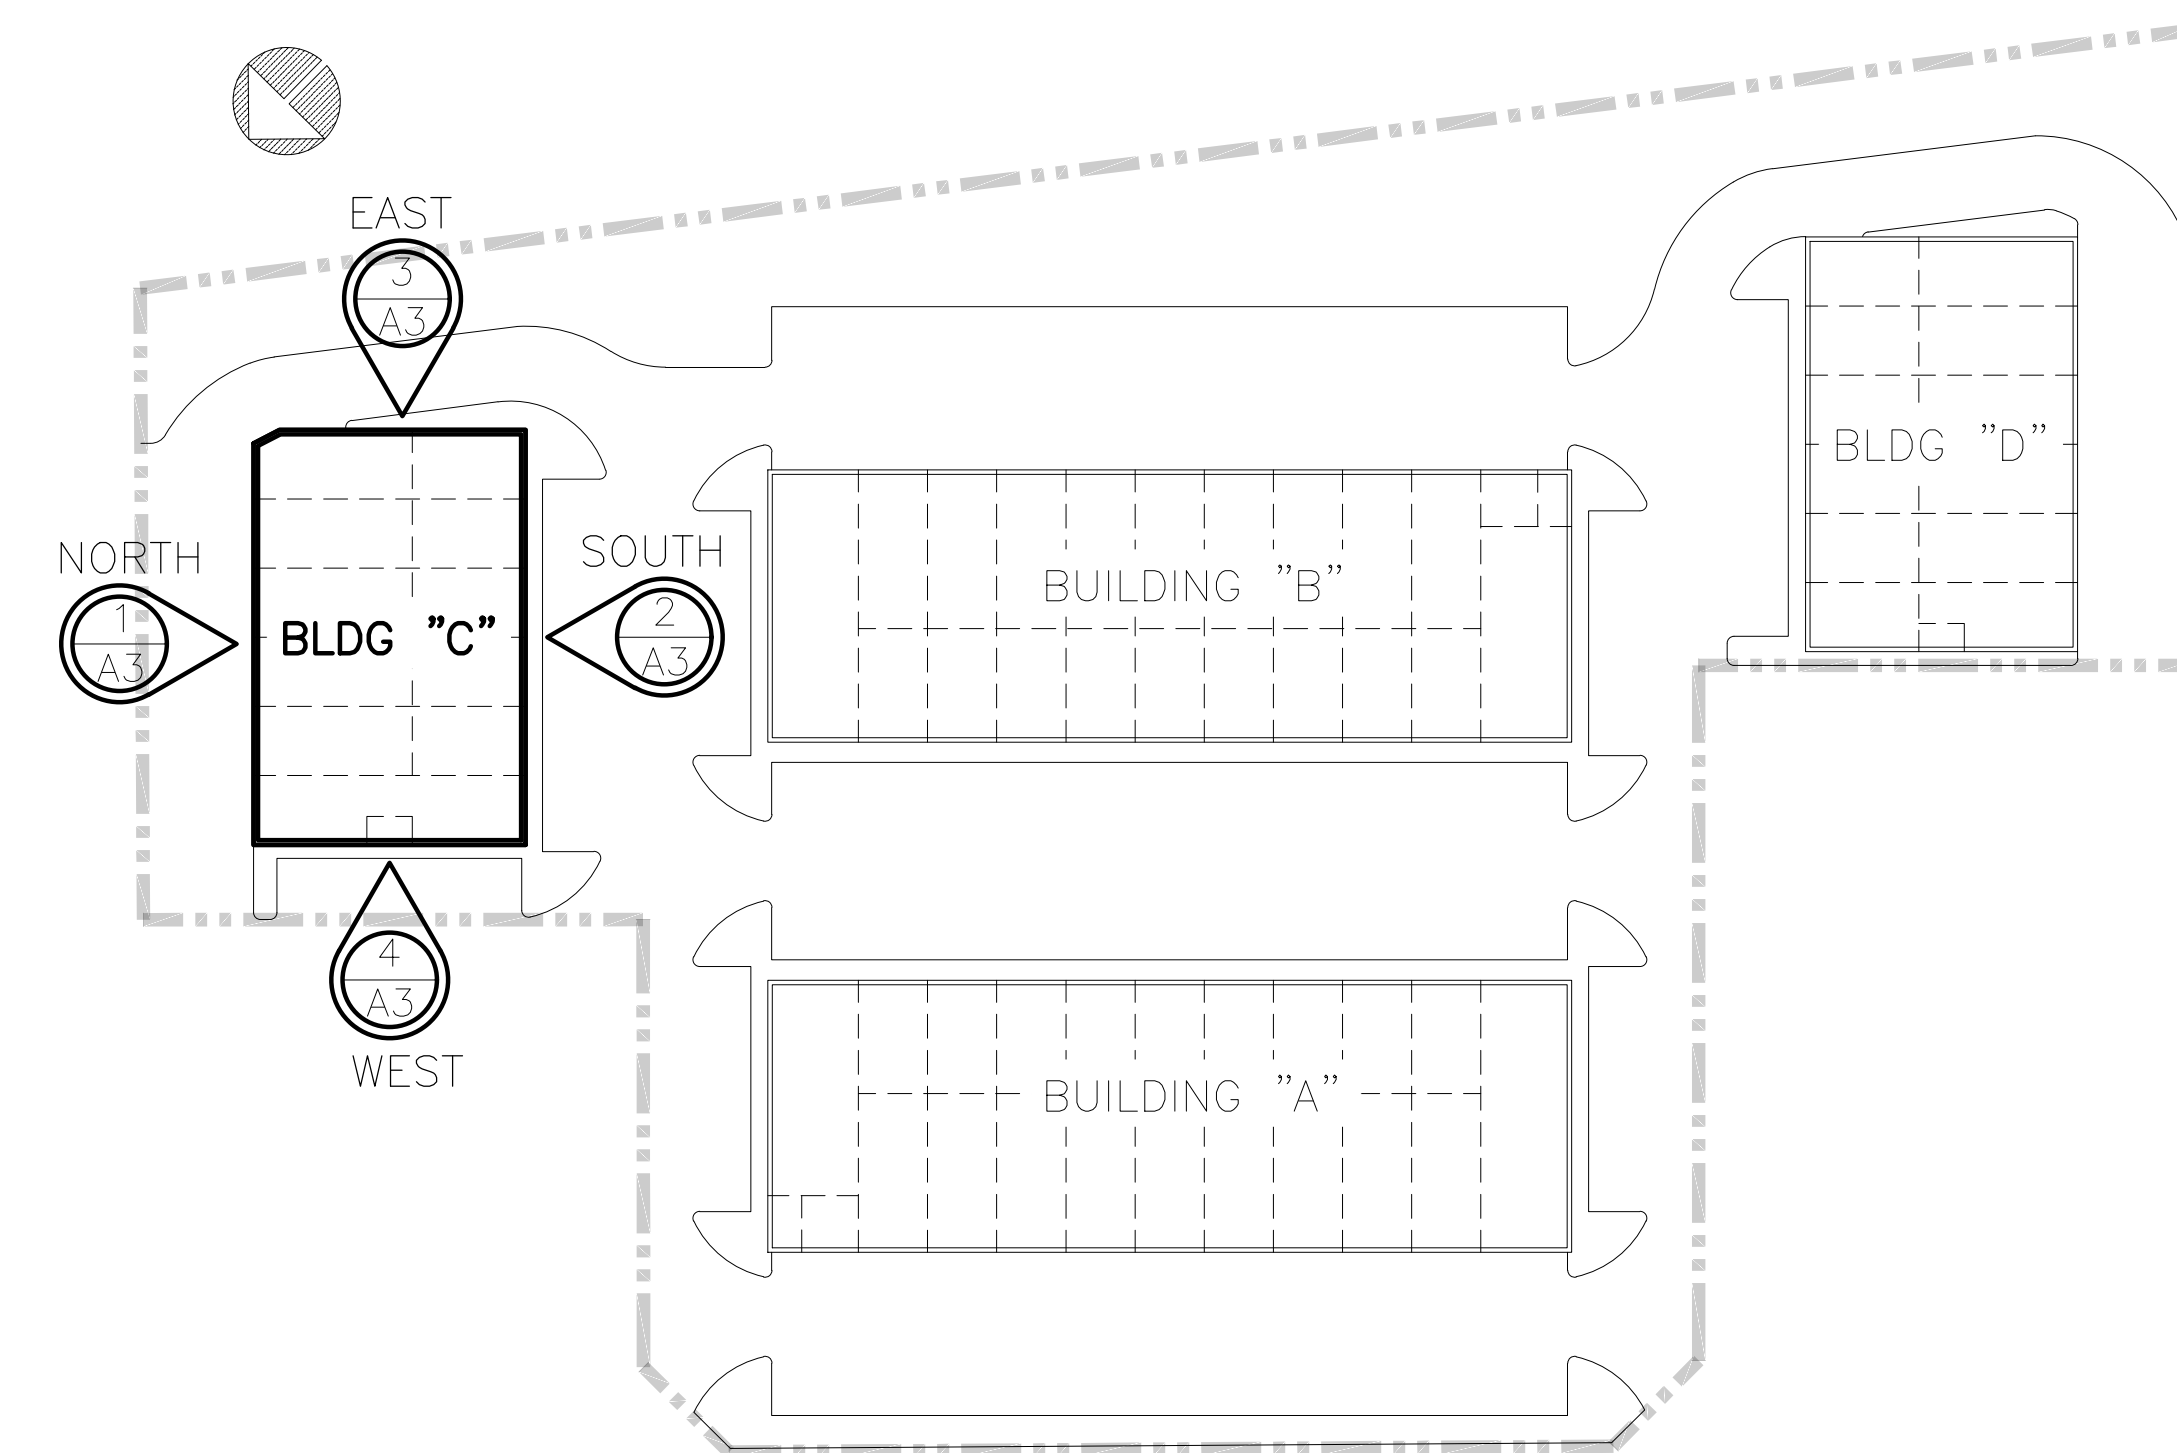 EAST
3
A3
BLDG ”D”
NORTH
1
A3
SOUTH
2
A3
BUILDING ”B”
BLDG ”C”
4
A3
WEST
BUILDING ”A”